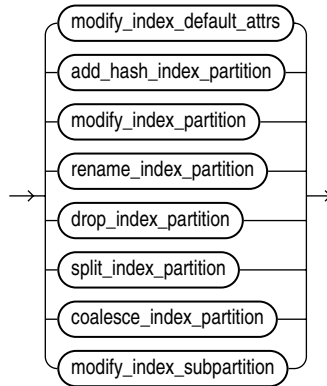 modify_index_default_attrs
add_hash_index_partition
modify_index_partition
rename_index_partition
drop_index_partition
split_index_partition
coalesce_index_partition
modify_index_subpartition